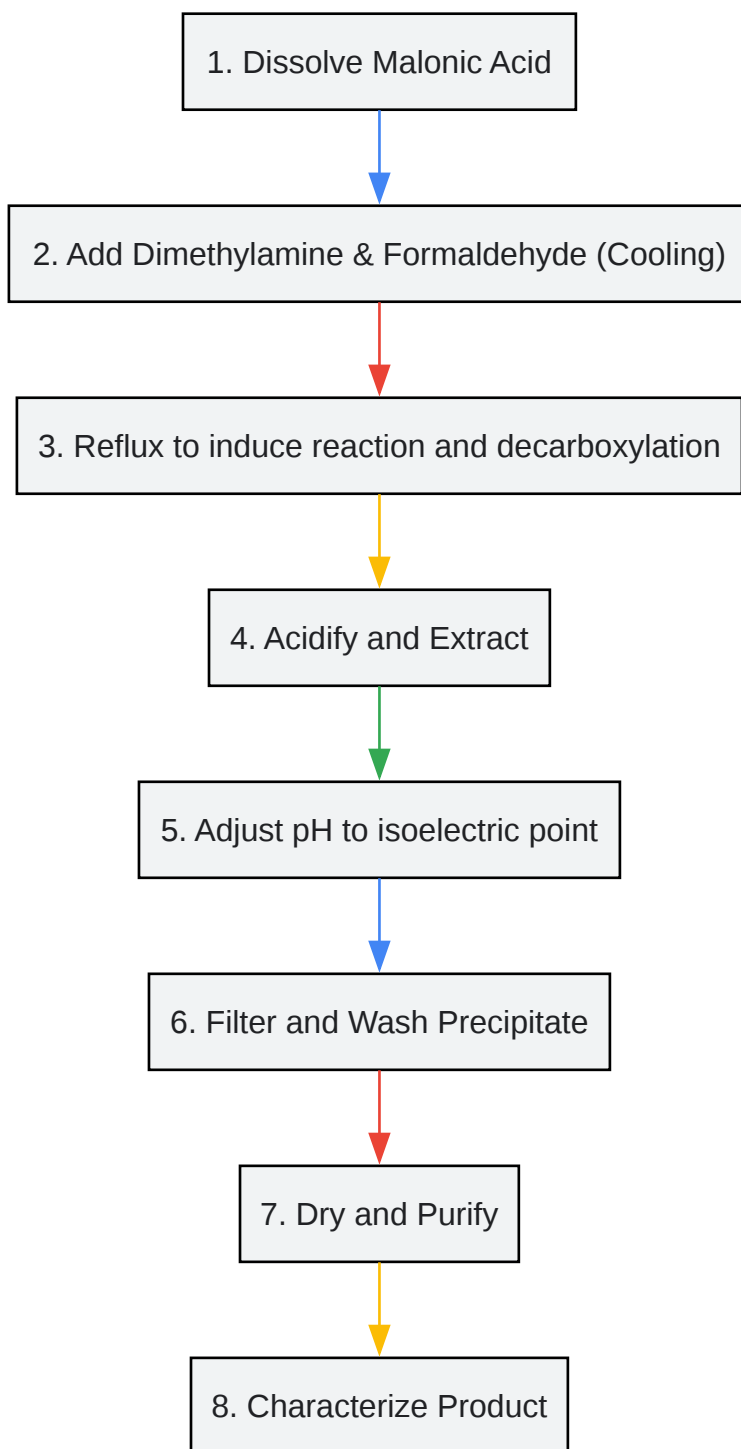 1. Dissolve Malonic Acid
2. Add Dimethylamine & Formaldehyde (Cooling)
3. Reflux to induce reaction and decarboxylation
4. Acidify and Extract
5. Adjust pH to isoelectric point
6. Filter and Wash Precipitate
7. Dry and Purify
8. Characterize Product